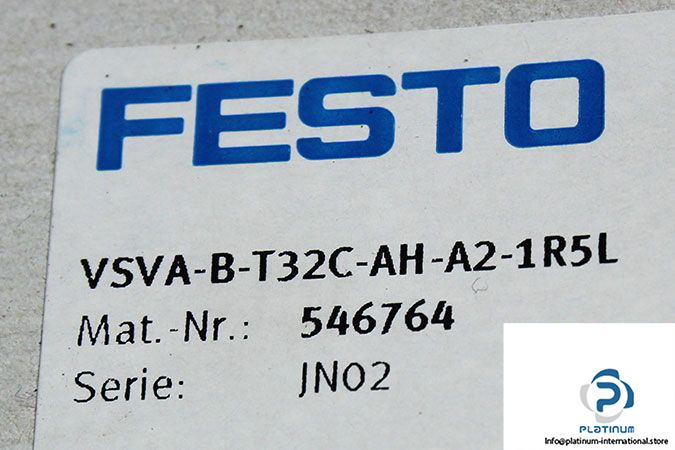 FESTO
VSVA-B-T32C-AH-A2-1R5L
Mat.-Nr.: 546764
Serie: JN02
PLATINUM
Info@platinum-international.store